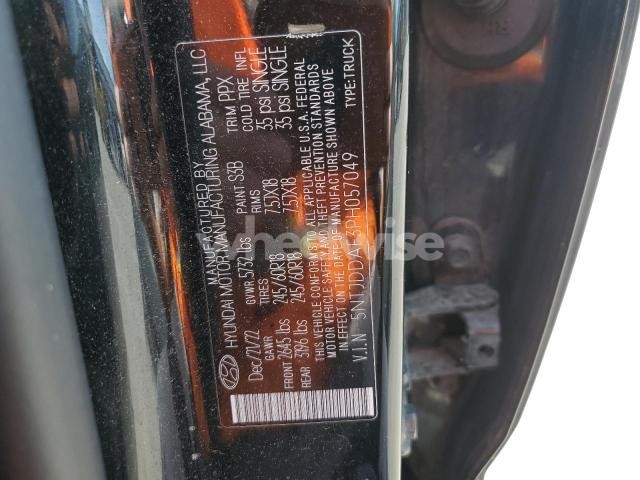 MANUFACTURED BY
HYUNDAI MOTOR MANUFACTURING ALABAMA, LLC
Dec/21/22 GVWR 5732 lbs PAINT S3B TRIM PPX
GAWR TIRES RIMS COLD TIRE INFL
FRONT 2645 lbs 245/60R18 7.5JX18 35 psi SINGLE
REAR 3196 lbs 245/60R18 7.5JX18 35 psi SINGLE
THIS VEHICLE CONFORMS TO ALL APPLICABLE U.S.A. FEDERAL
MOTOR VEHICLE SAFETY AND THEFT PREVENTION STANDARDS
IN EFFECT ON THE DATE OF MANUFACTURE SHOWN ABOVE
V.I.N TYPE:TRUCK